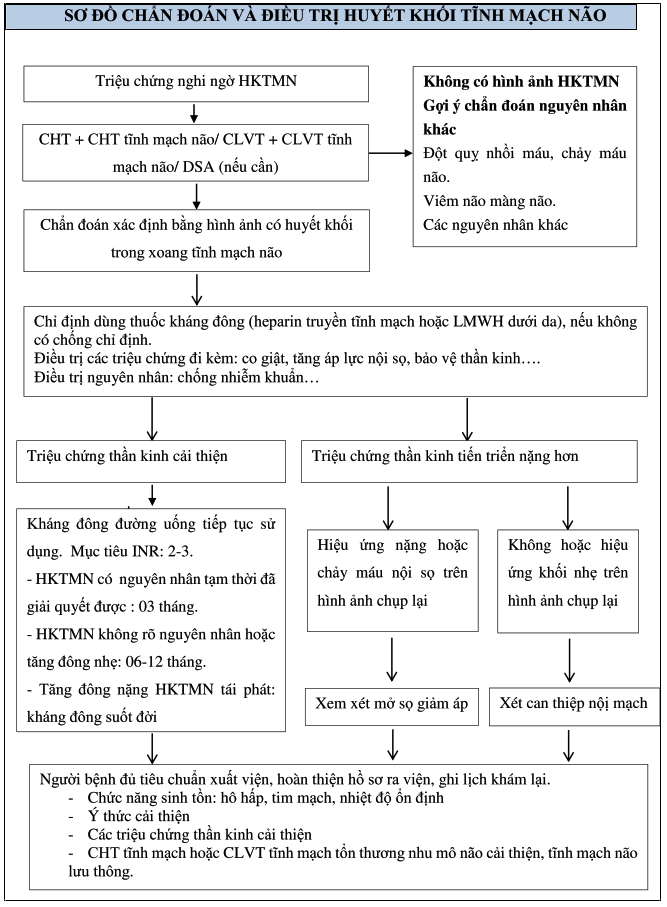 SƠ ĐỒ CHẨN ĐOÁN VÀ ĐIỀU TRỊ HUYẾT KHỐI TĨNH MẠCH NÃO
Triệu chứng nghi ngờ HKTMN
CHT + CHT tĩnh mạch não/ CLVT + CLVT tĩnh
mạch não/ DSA (nếu cần)
Không có hình ảnh HKTMN
Gợi ý chẩn đoán nguyên nhân
khác
Đột quỵ nhồi máu, chảy máu
não.
Viêm não màng não.
Các nguyên nhân khác
Chẩn đoán xác định bằng hình ảnh có huyết khối
trong xoang tĩnh mạch não
Chỉ định dùng thuốc kháng đông (heparin truyền tĩnh mạch hoặc LMWH dưới da), nếu không
có chống chỉ định.
Điều trị các triệu chứng đi kèm: co giật, tăng áp lực nội sọ, bảo vệ thần kinh….
Điều trị nguyên nhân: chống nhiễm khuẩn…
Triệu chứng thần kinh cải thiện
Kháng đông đường uống tiếp tục sử
dụng. Mục tiêu INR: 2-3.
- HKTMN có nguyên nhân tạm thời đã
giải quyết được : 03 tháng.
- HKTMN không rõ nguyên nhân hoặc
tăng đông nhẹ: 06-12 tháng.
- Tăng đông nặng HKTMN tái phát:
kháng đông suốt đời
Triệu chứng thần kinh tiến triển nặng hơn
Hiệu ứng nặng hoặc
chảy máu nội sọ trên
hình ảnh chụp lại
Xem xét mở sọ giảm áp
Không hoặc hiệu
ứng khối nhẹ trên
hình ảnh chụp lại
Xét can thiệp nộị mạch
Người bệnh đủ tiêu chuẩn xuất viện, hoàn thiện hồ sơ ra viện, ghi lịch khám lại.
- Chức năng sinh tồn: hô hấp, tim mạch, nhiệt độ ổn định
- Ý thức cải thiện
- Các triệu chứng thần kinh cải thiện
- CHT tĩnh mạch hoặc CLVT tĩnh mạch tổn thương nhu mô não cải thiện, tĩnh mạch não
lưu thông.